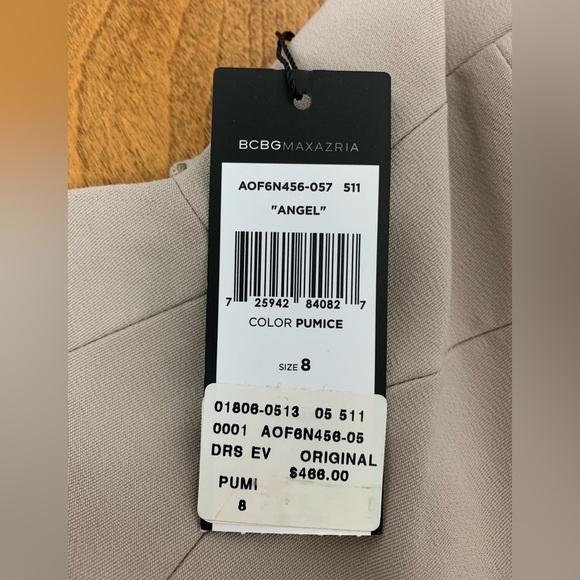 BCBGMAXAZRIA
AOF6N456-057 511
"ANGEL"
7 25942 84082 7
COLOR PUMICE
SIZE 8
01806-0513 05 511
0001 AOF6N456-05
DRS EV ORIGINAL
$466.00
PUMI
8